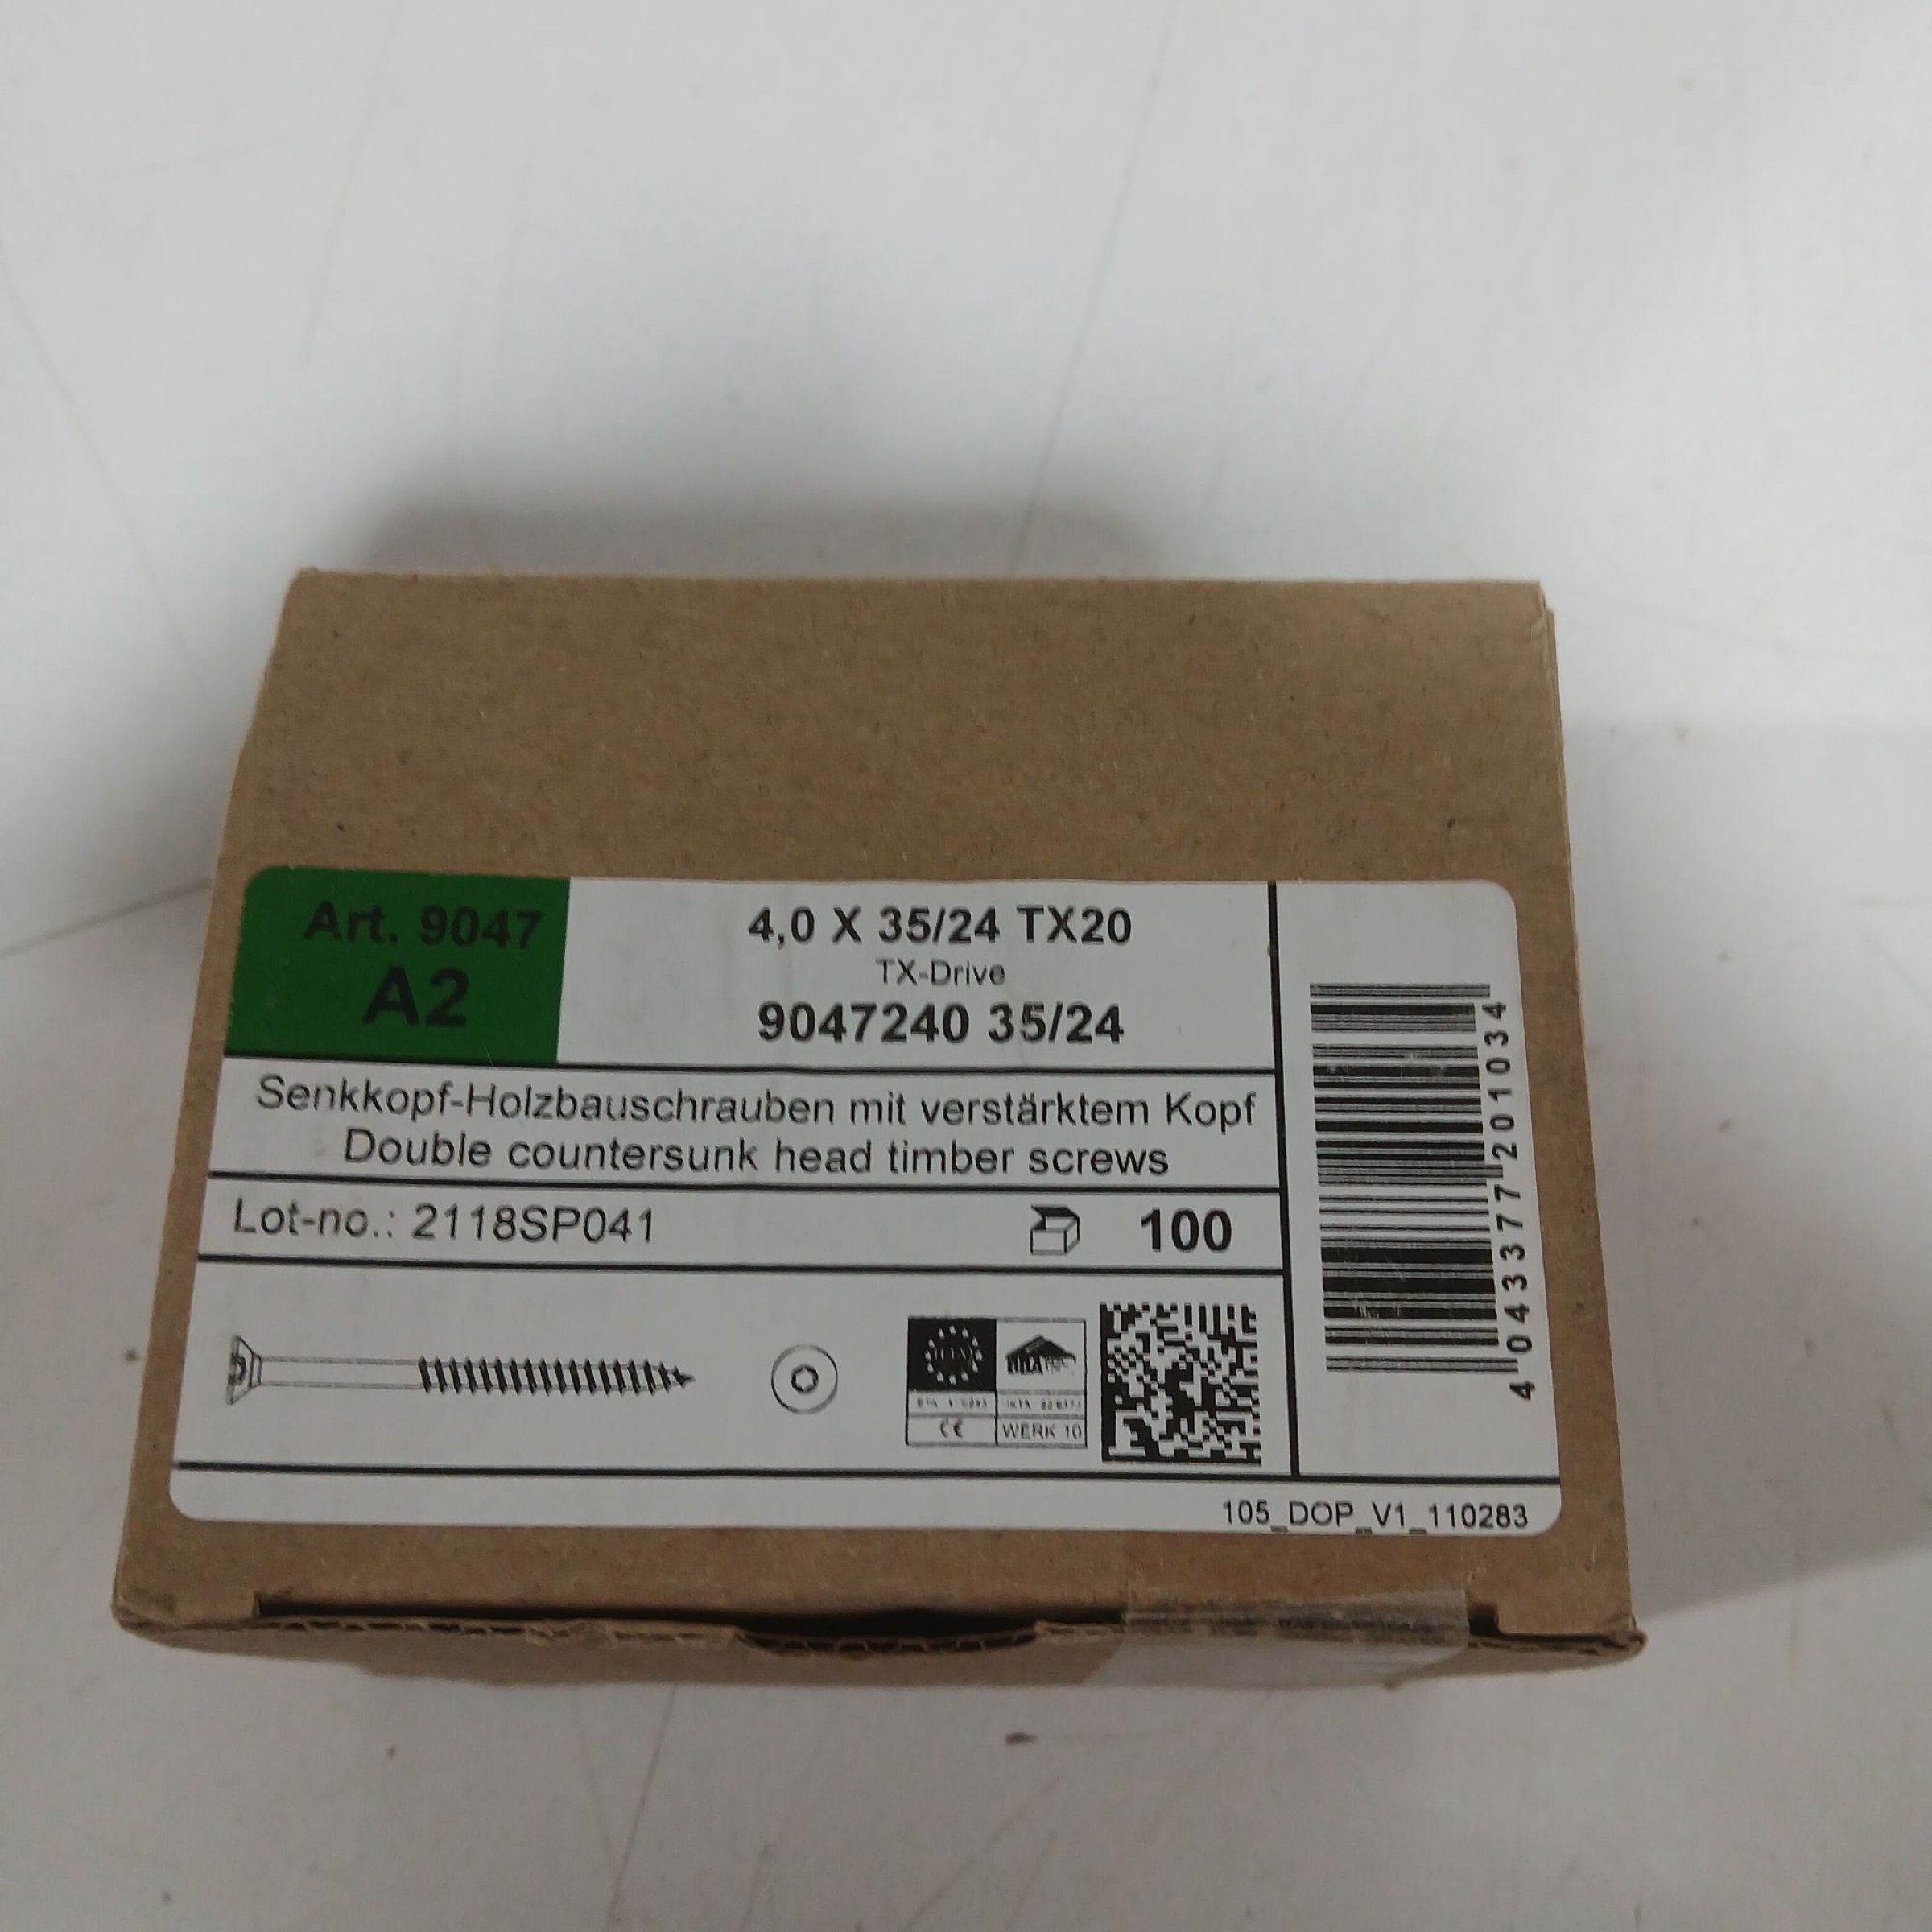 Art. 9047
A2
4,0 X 35/24 TX20
TX-Drive
9047240 35/24
Senkkopf-Holzbauschrauben mit verstärktem Kopf
Double countersunk head timber screws
Lot-no.: 2118SP041
100
CE
WERK 10
4 043377 201034
105_DOP_V1_110283